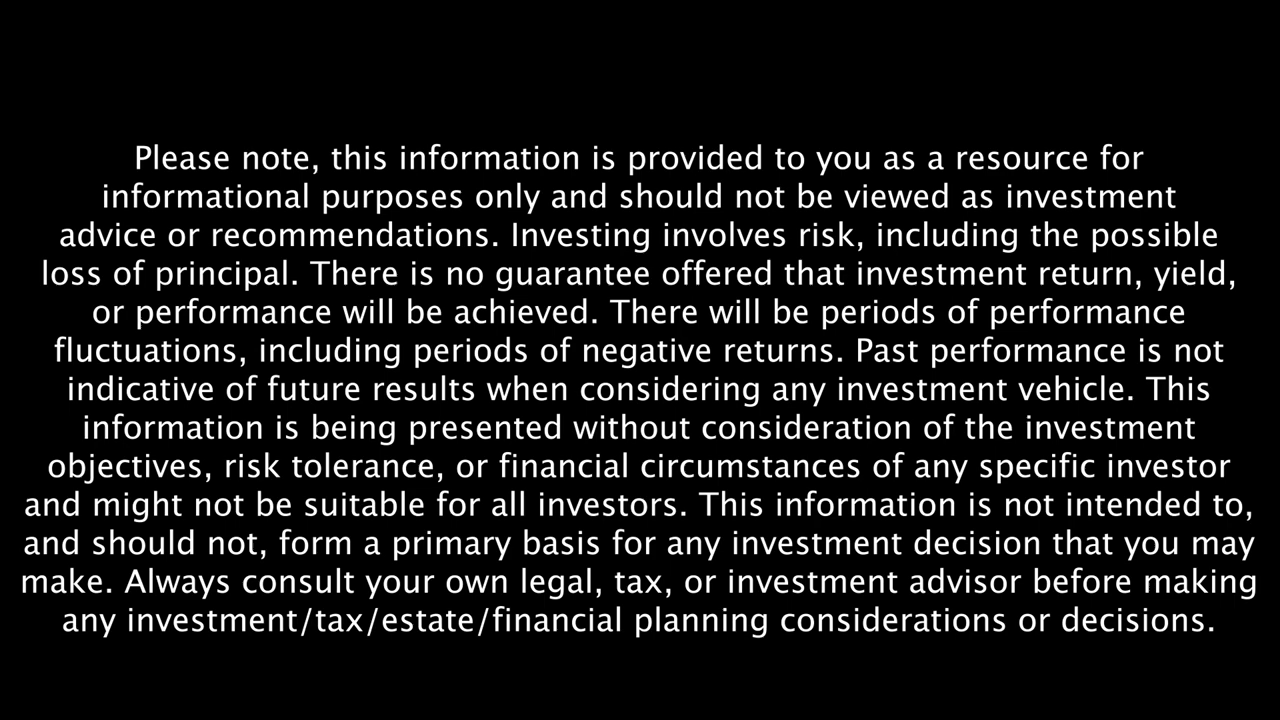 Please note, this information is provided to you as a resource for
informational purposes only and should not be viewed as investment
advice or recommendations. Investing involves risk, including the possible
loss of principal. There is no guarantee offered that investment return, yield,
or performance will be achieved. There will be periods of performance
fluctuations, including periods of negative returns. Past performance is not
indicative of future results when considering any investment vehicle. This
information is being presented without consideration of the investment
objectives, risk tolerance, or financial circumstances of any specific investor
and might not be suitable for all investors. This information is not intended to,
and should not, form a primary basis for any investment decision that you may
make. Always consult your own legal, tax, or investment advisor before making
any investment/tax/estate/financial planning considerations or decisions.